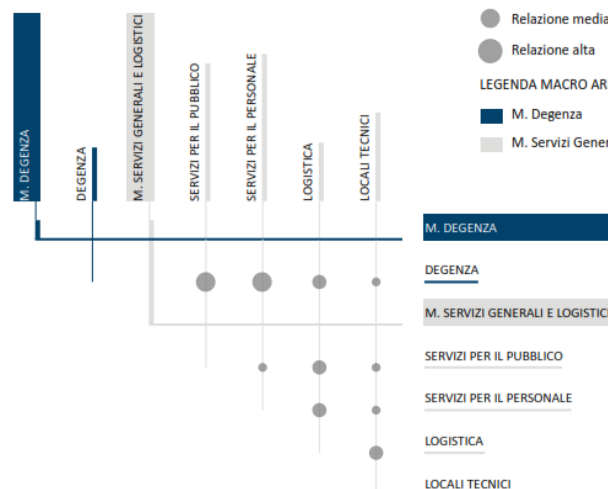 Relazione media
Relazione alta
LEGENDA MACRO AR
M. Degenza
M. Servizi Gener
M. DEGENZA
DEGENZA
M. SERVIZI GENERALI E LOGISTICI
SERVIZI PER IL PUBBLICO
SERVIZI PER IL PERSONALE
LOGISTICA
LOCALI TECNICI
M. DEGENZA
DEGENZA
M. SERVIZI GENERALI E LOGISTICI
SERVIZI PER IL PUBBLICO
SERVIZI PER IL PERSONALE
LOGISTICA
LOCALI TECNICI